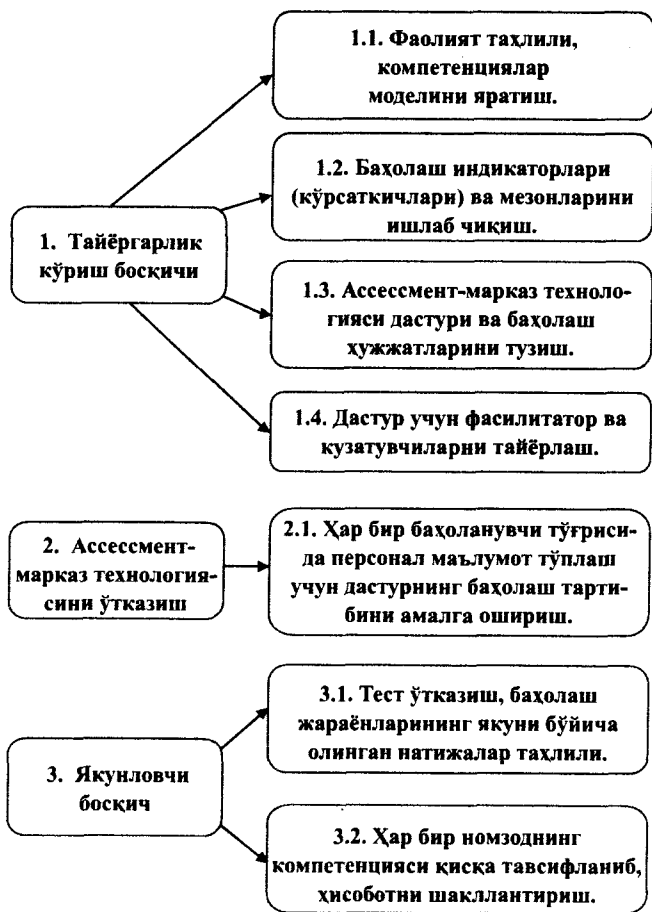 1.1. Фаолият таҳлили,
компетенциялар
моделини яратиш.
1.2. Баҳолаш индикаторлари
(кўрсаткичлари) ва мезонларини
ишлаб чиқиш.
1. Тайёргарлик
кўриш босқичи
1.3. Ассессмент-марказ техноло-
гияси дастури ва баҳолаш
ҳужжатларини тузиш.
1.4. Дастур учун фасилитатор ва
кузатувчиларни тайёрлаш.
2. Ассессмент-
марказ технология-
сини ўтказиш
2.1. Ҳар бир баҳоланувчи тўғриси-
да персонал маълумот тўплаш
учун дастурнинг баҳолаш тарти-
бини амалга ошириш.
3.1. Тест ўтказиш, баҳолаш
жараёнларининг якуни бўйича
олинган натижалар таҳлили.
3. Якунловчи
босқич
3.2. Ҳар бир номзоднинг
компетенцияси қисқа тавсифланиб,
ҳисоботни шакллантириш.